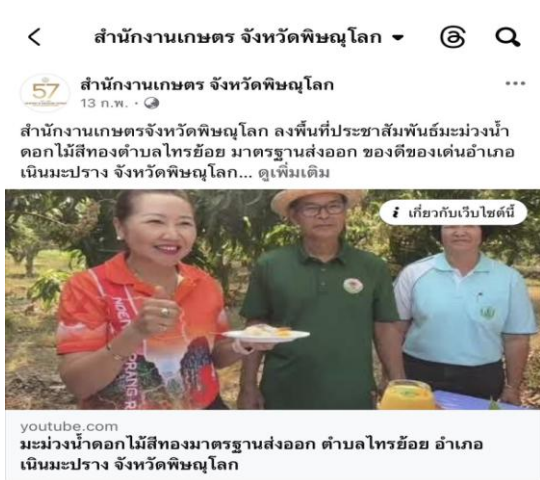 สำนักงานเกษตร จังหวัดพิษณุโลก
57
สำนักงานเกษตร จังหวัดพิษณุโลก
13 ก.พ. ·
สำนักงานเกษตรจังหวัดพิษณุโลก ลงพื้นที่ประชาสัมพันธ์มะม่วงน้ำ
ดอกไม้สีทองตำบลไทรย้อย มาตรฐานส่งออก ของดีของเด่นอำเภอ
เนินมะปราง จังหวัดพิษณุโลก... ดูเพิ่มเติม
i เกี่ยวกับเว็บไซต์นี้
youtube.com
มะม่วงน้ำดอกไม้สีทองมาตรฐานส่งออก ตำบลไทรย้อย อำเภอ
เนินมะปราง จังหวัดพิษณุโลก